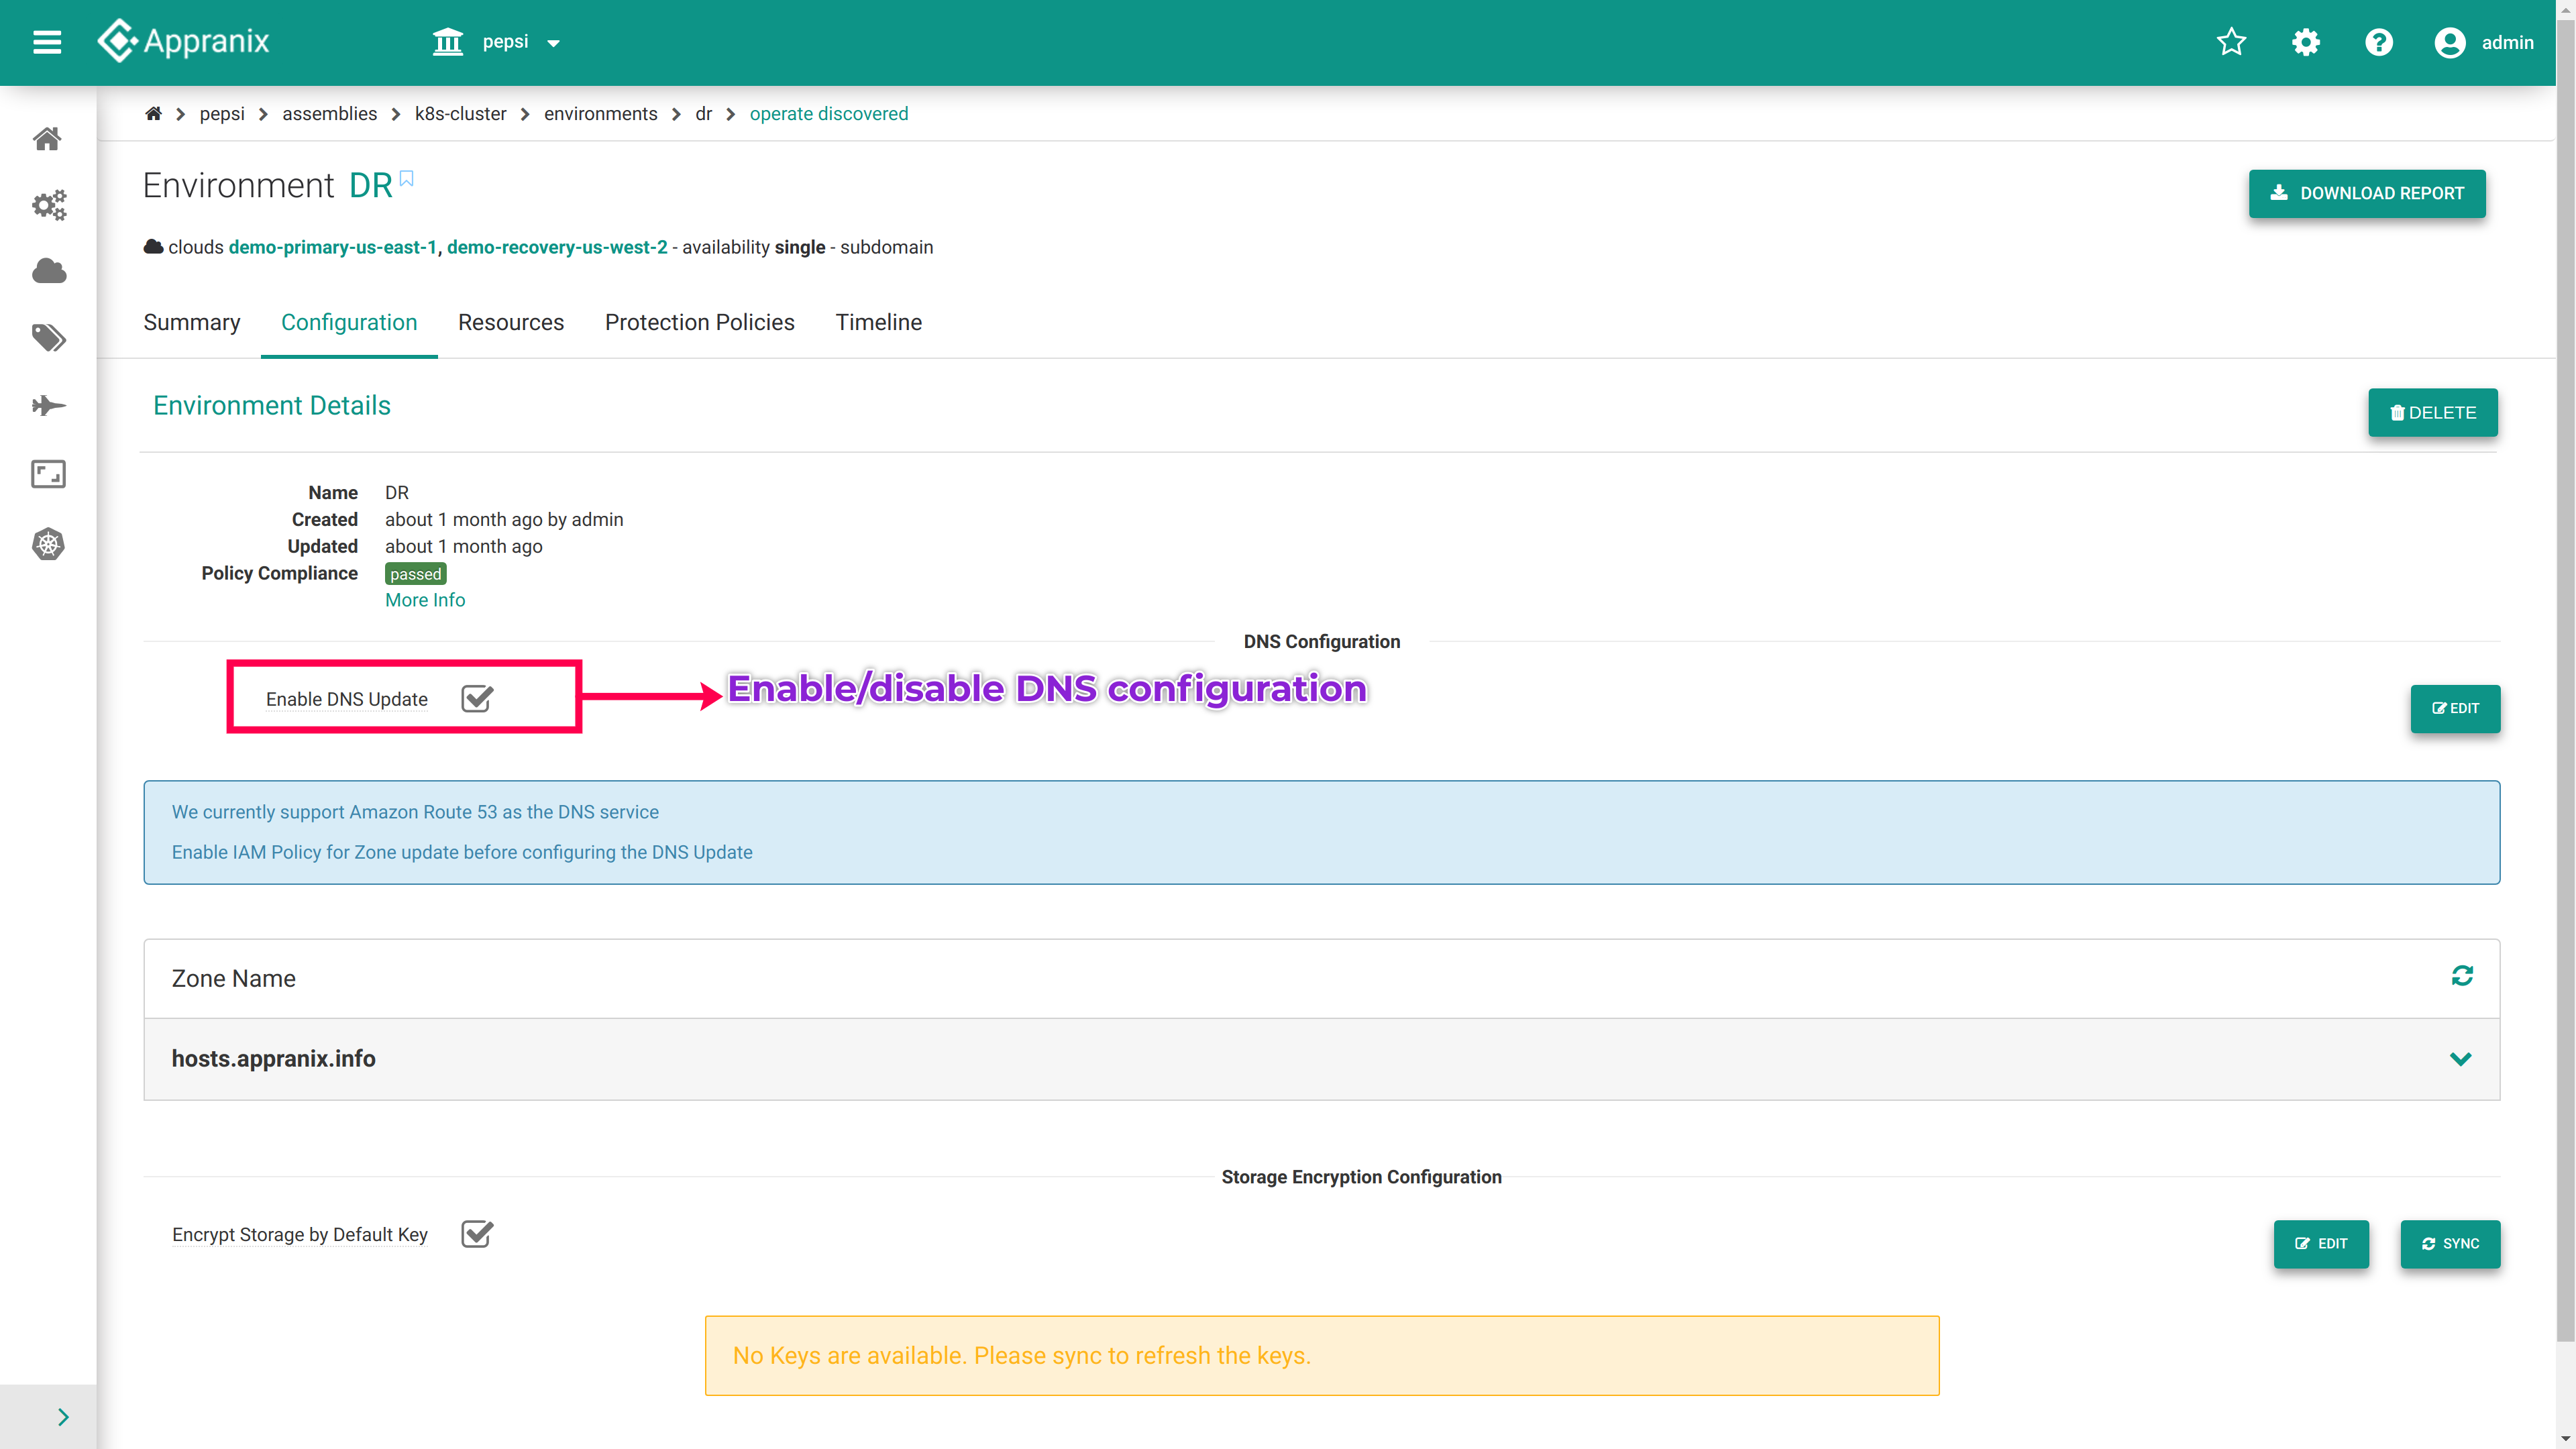 Appranix
pepsi
admin
pepsi
assemblies
k8s-cluster
environments
dr
operate discovered
Environment DR
DOWNLOAD REPORT
clouds demo-primary-us-east-1, demo-recovery-us-west-2 - availability single - subdomain
Summary
Configuration
Resources
Protection Policies
Timeline
Environment Details
DELETE
Name DR
Created about 1 month ago by admin
Updated about 1 month ago
Policy Compliance passed
More Info
DNS Configuration
Enable DNS Update
Enable/disable DNS configuration
EDIT
We currently support Amazon Route 53 as the DNS service
Enable IAM Policy for Zone update before configuring the DNS Update
Zone Name
hosts.appranix.info
Storage Encryption Configuration
Encrypt Storage by Default Key
EDIT
SYNC
No Keys are available. Please sync to refresh the keys.